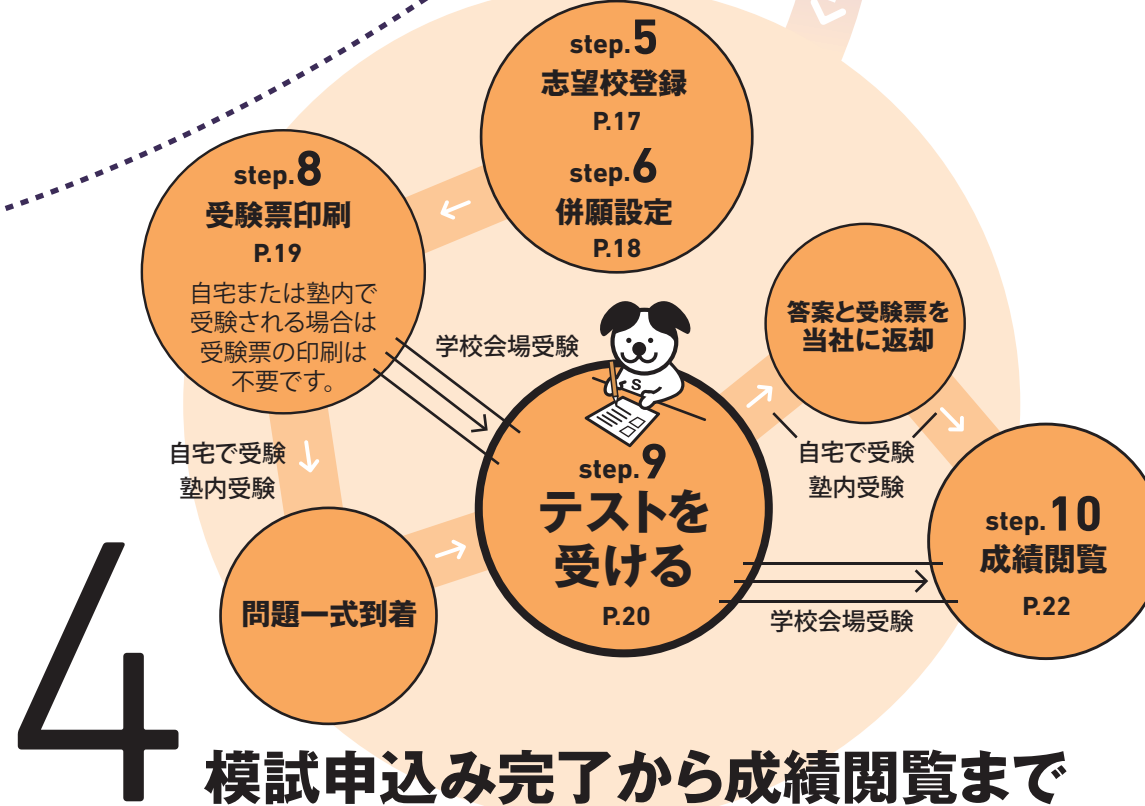 step.5
志望校登録
P.17
step.6
併願設定
P.18
step.8
受験票印刷
P.19
自宅または塾内で
受験される場合は
受験票の印刷は
不要です。
学校会場受験
自宅で受験
塾内受験
問題一式到着
S
step.9
テストを
受ける
P.20
答案と受験票を
当社に返却
自宅で受験
塾内受験
学校会場受験
step.10
成績閲覧
P.22
4
模試申込み完了から成績閲覧まで